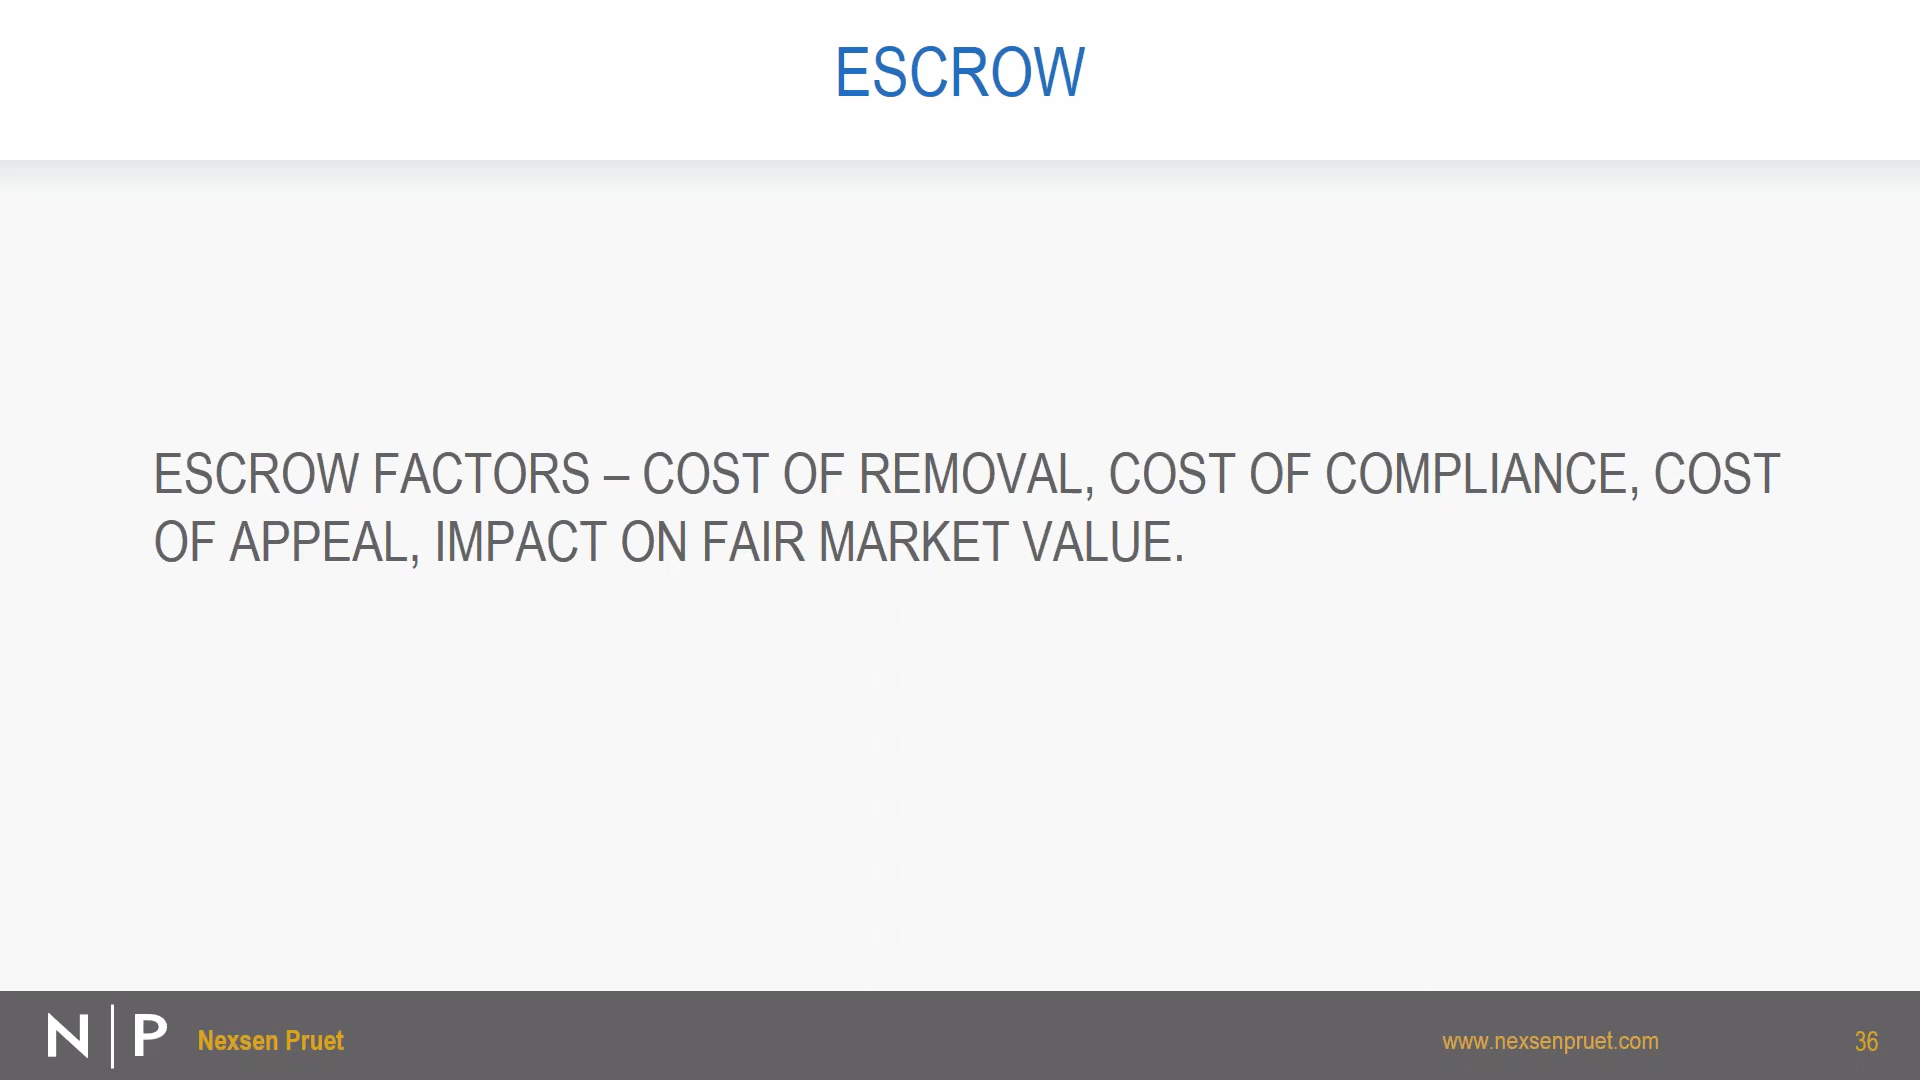 ESCROW
ESCROW FACTORS – COST OF REMOVAL, COST OF COMPLIANCE, COST
OF APPEAL, IMPACT ON FAIR MARKET VALUE.
N|P Nexsen Pruet www.nexsenpruet.com 36